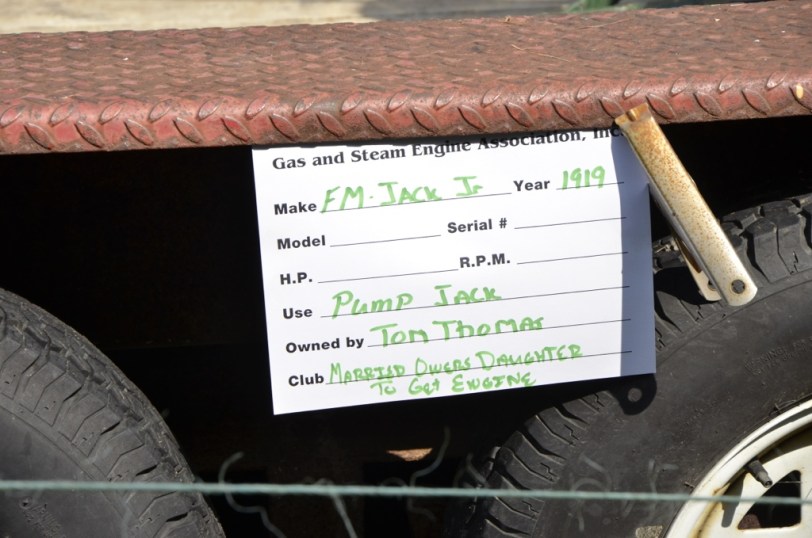 Gas and Steam Engine Association, Inc
Make FM. JACK Jr Year 1919
Model Serial #
H.P. R.P.M.
Use PUMP JACK
Owned by TOM THOMAS
Club MARRIED OWERS DAUGHTER
TO GET ENGINE